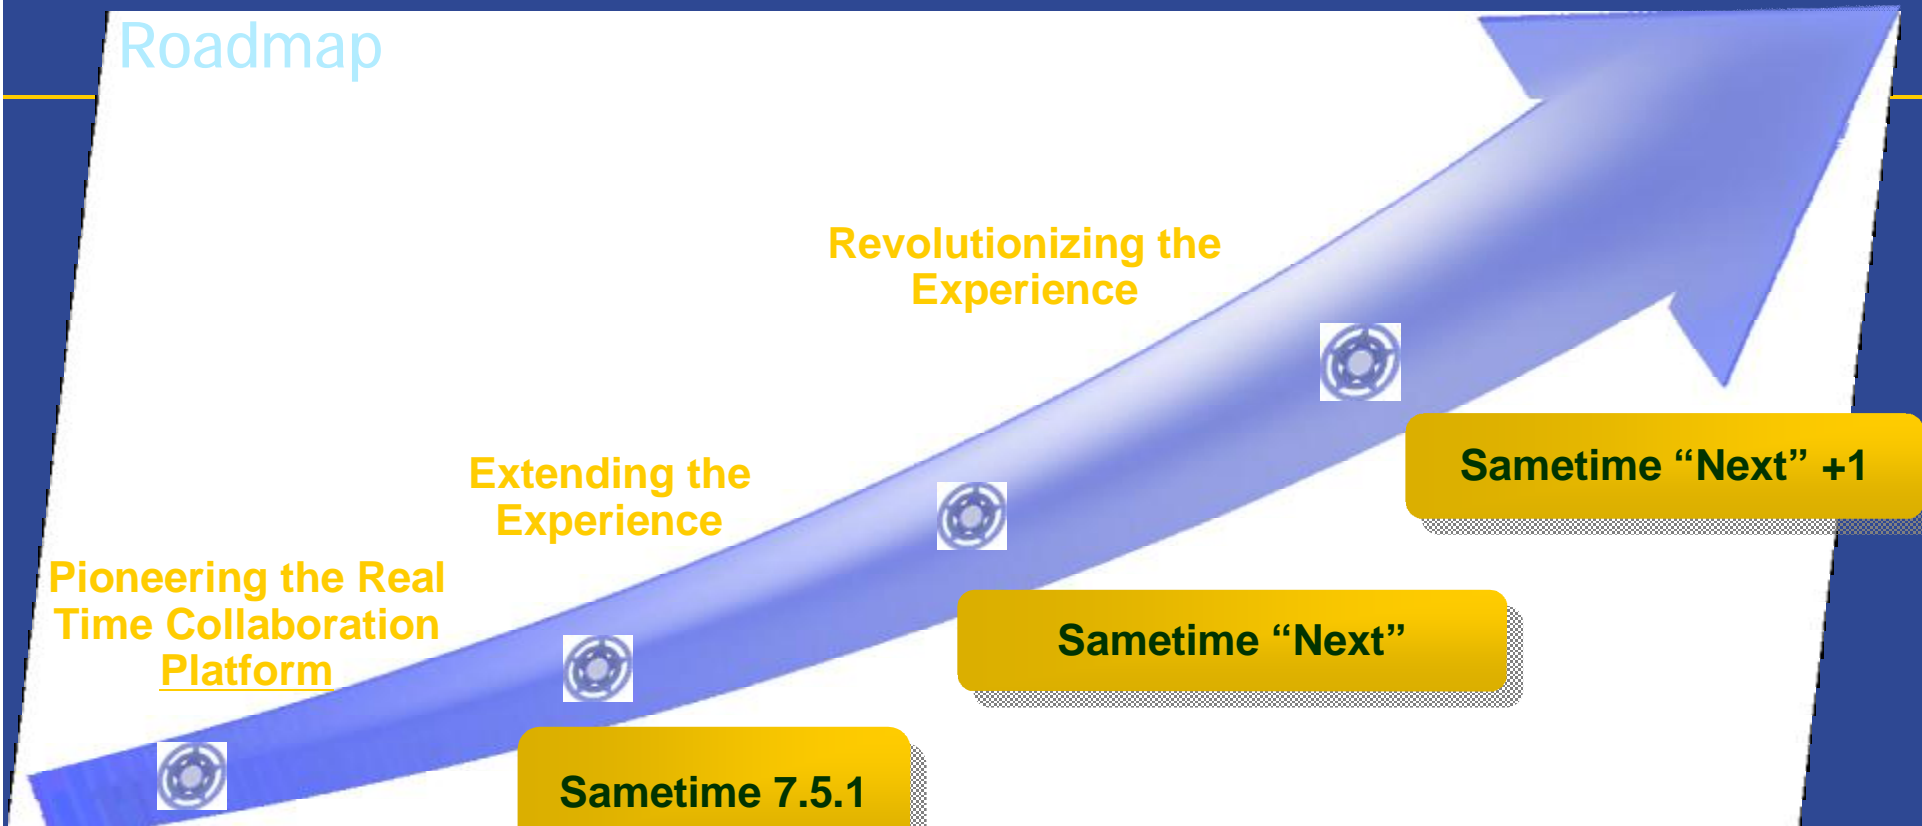 Roadmap
Revolutionizing the
Experience
Sametime “Next” +1
Extending the
Experience
Pioneering the Real
Time Collaboration
Platform
Sametime “Next”
Sametime 7.5.1